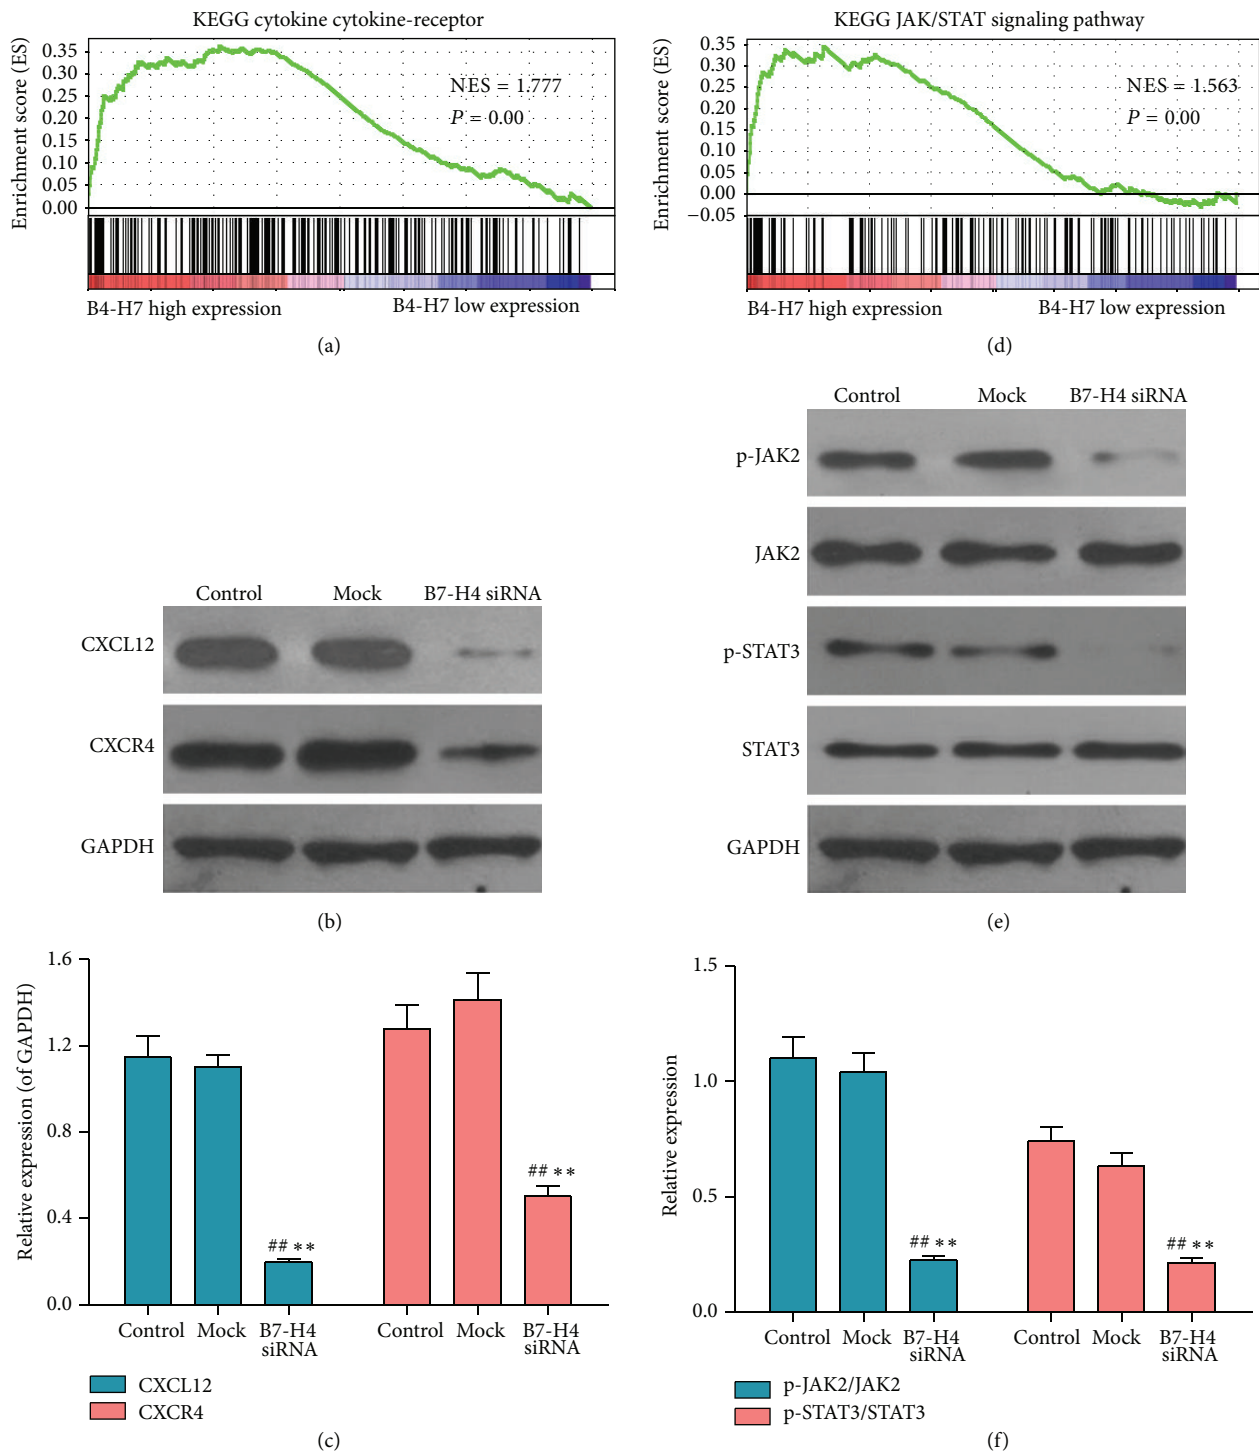 KEGG cytokine cytokine-receptor
Enrichment score (ES)
0.35
0.30
0.25
0.20
0.15
0.10
0.05
0.00
NES = 1.777
P = 0.00
B4-H7 high expression
B4-H7 low expression
(a)
KEGG JAK/STAT signaling pathway
Enrichment score (ES)
0.35
0.30
0.25
0.20
0.15
0.10
0.05
0.00
−0.05
NES = 1.563
P = 0.00
B4-H7 high expression
B4-H7 low expression
(d)
Control Mock B7-H4 siRNA
CXCL12
CXCR4
GAPDH
(b)
Control Mock B7-H4 siRNA
p-JAK2
JAK2
p-STAT3
STAT3
GAPDH
(e)
Relative expression (of GAPDH)
1.6
1.2
0.8
0.4
0.0
## **
## **
Control Mock B7-H4 siRNA
Control Mock B7-H4 siRNA
CXCL12
CXCR4
(c)
Relative expression
1.5
1.0
0.5
0.0
## **
## **
Control Mock B7-H4 siRNA
Control Mock B7-H4 siRNA
p-JAK2/JAK2
p-STAT3/STAT3
(f)